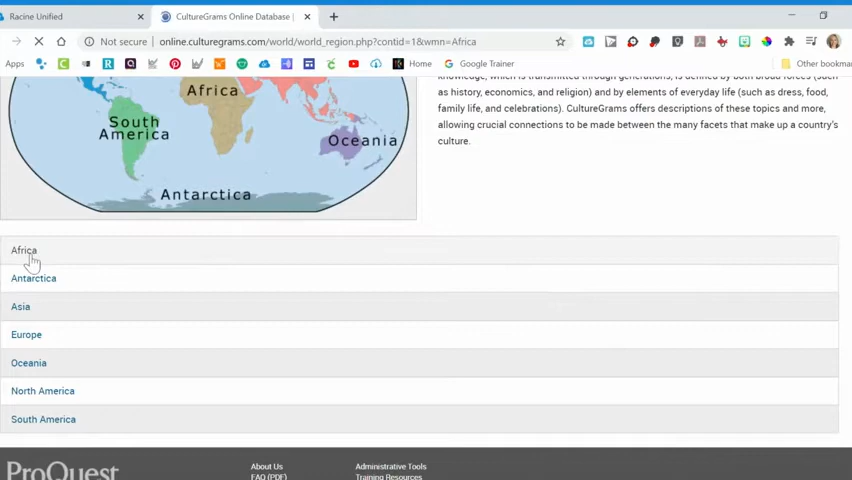 Racine Unified
CultureGrams Online Database |
Not secure
online.culturegrams.com/world/world_region.php?contid=1&wmn=Africa
Apps
Home
Google Trainer
Other bookmar
knowledge, which is transmitted through generations, is defined by both broad forces (such
as history, economics, and religion) and by elements of everyday life (such as dress, food,
family life, and celebrations). CultureGrams offers descriptions of these topics and more,
allowing crucial connections to be made between the many facets that make up a country's
culture.
Africa
South
America
Oceania
Antarctica
Africa
Antarctica
Asia
Europe
Oceania
North America
South America
ProQuest
About Us
FAQ (PDF)
Administrative Tools
Training Resources